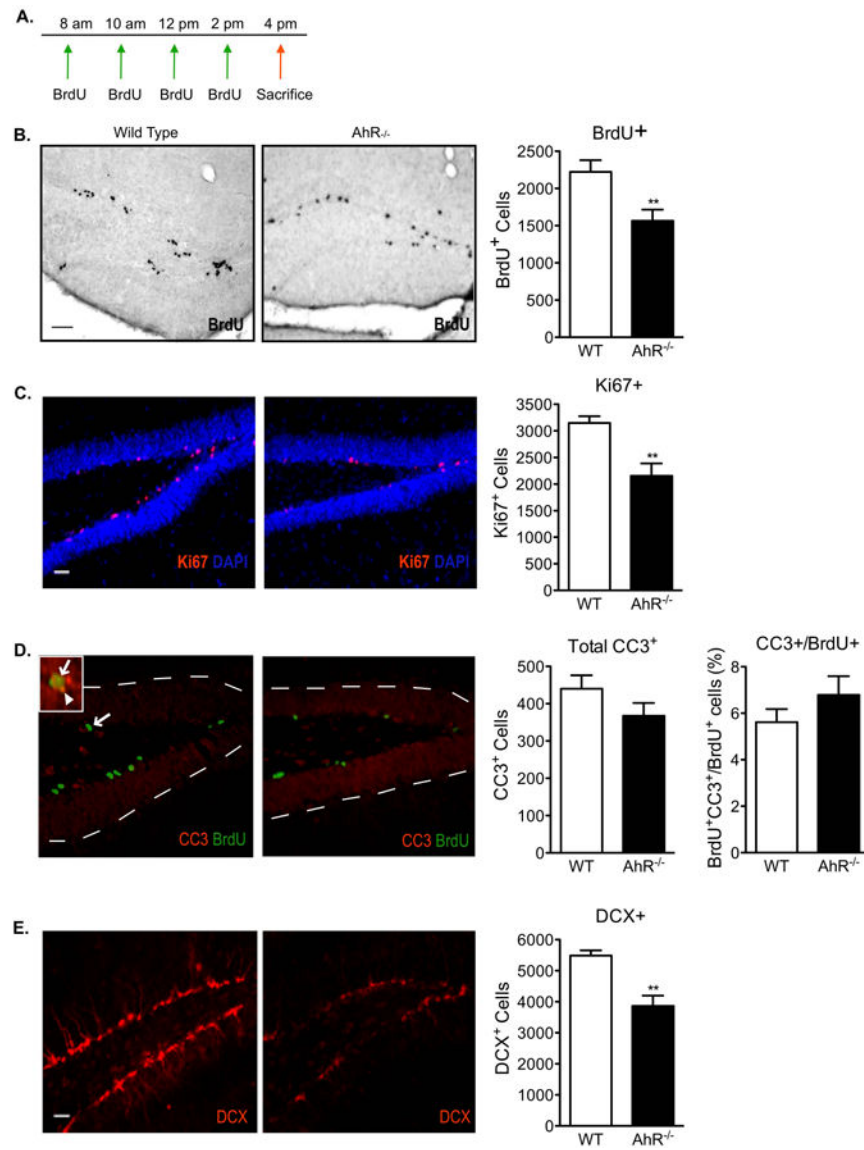 A.
8 am 10 am 12 pm 2 pm 4 pm
BrdU BrdU BrdU BrdU Sacrifice
B.
Wild Type
AhR-/-
BrdU
BrdU
BrdU+
BrdU+ Cells
2500
2000
1500
1000
500
0
**
WT AhR-/-
C.
Ki67 DAPI
Ki67 DAPI
Ki67+
Ki67+ Cells
3500
3000
2500
2000
1500
1000
500
0
**
WT AhR-/-
D.
CC3 BrdU
CC3 BrdU
Total CC3+
CC3+ Cells
500
400
300
200
100
0
WT AhR-/-
CC3+/BrdU+
BrdU+CC3+/BrdU+ cells (%)
8
6
4
2
0
WT AhR-/-
E.
DCX
DCX
DCX+
DCX+ Cells
6000
5000
4000
3000
2000
1000
0
**
WT AhR-/-